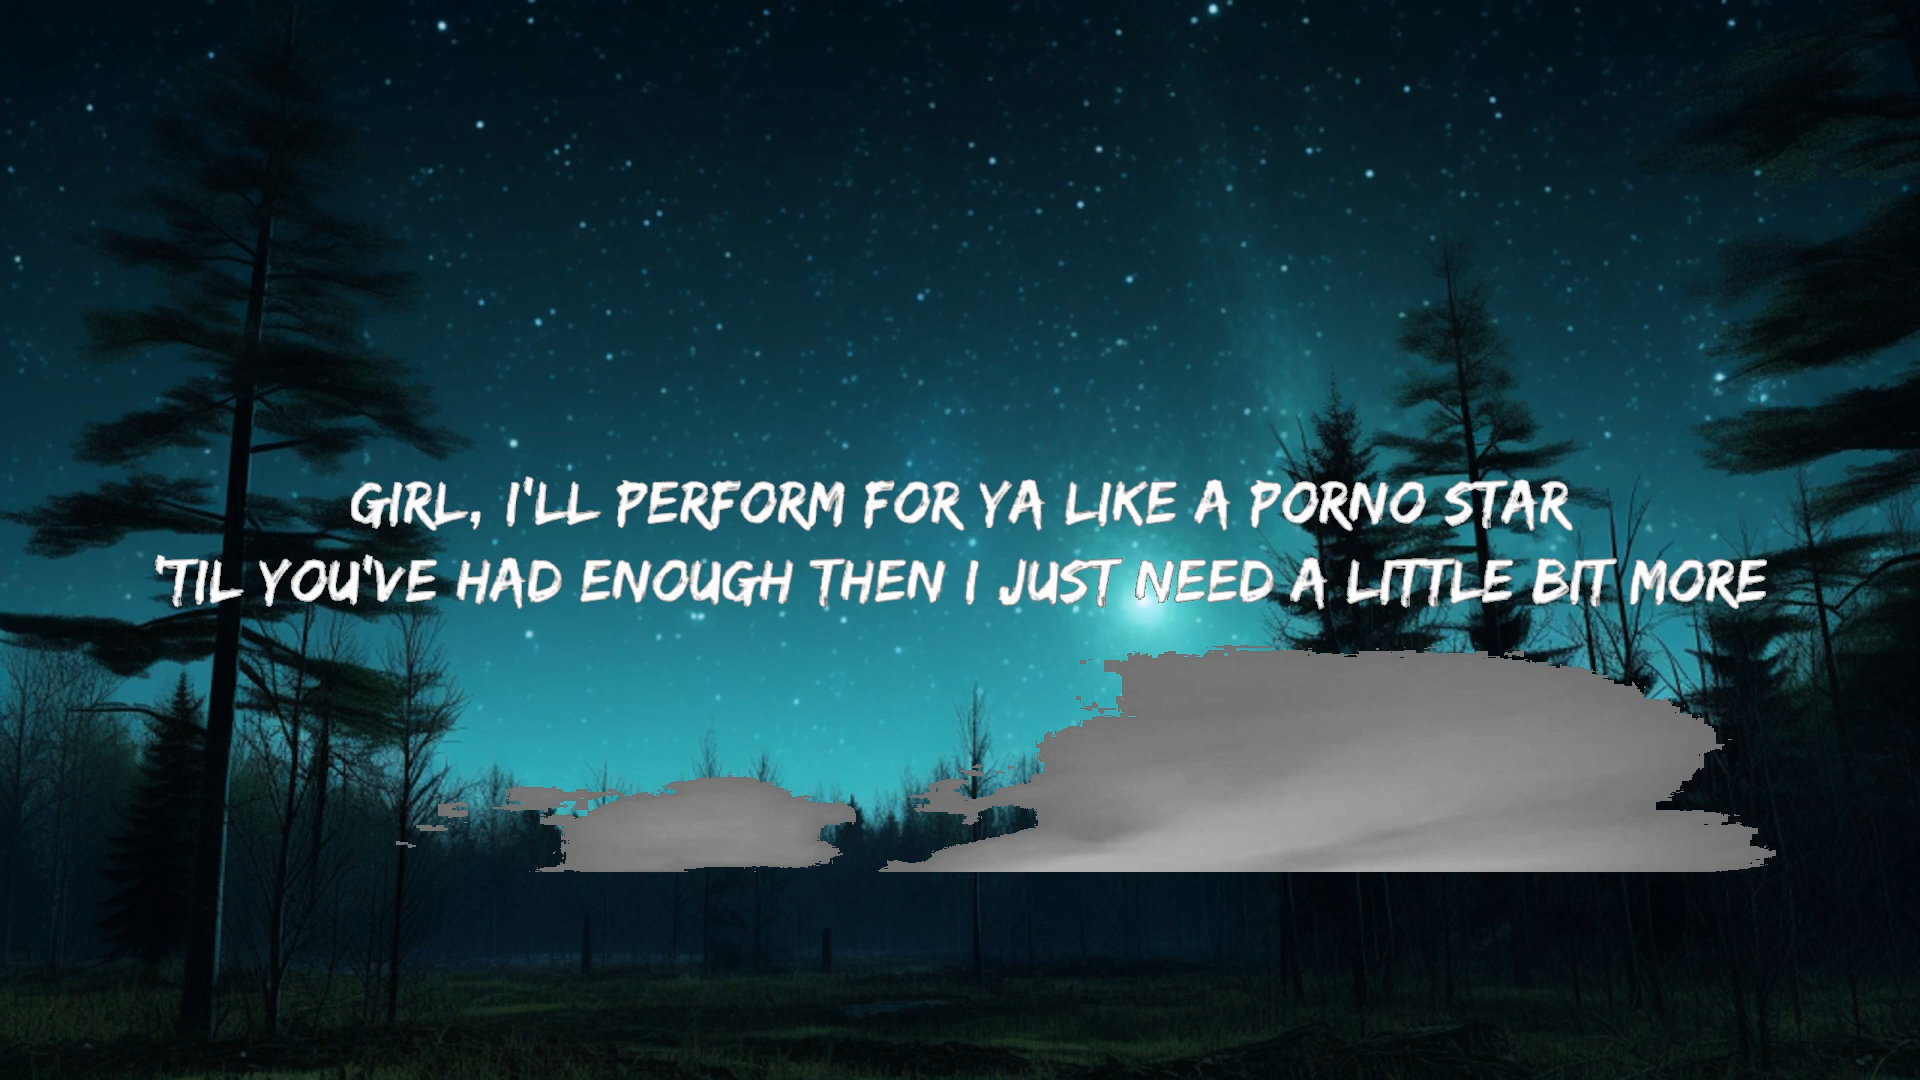 GIRL, I'LL PERFORM FOR YA LIKE A PORNO STAR
'TIL YOU'VE HAD ENOUGH THEN I JUST NEED A LITTLE BIT MORE